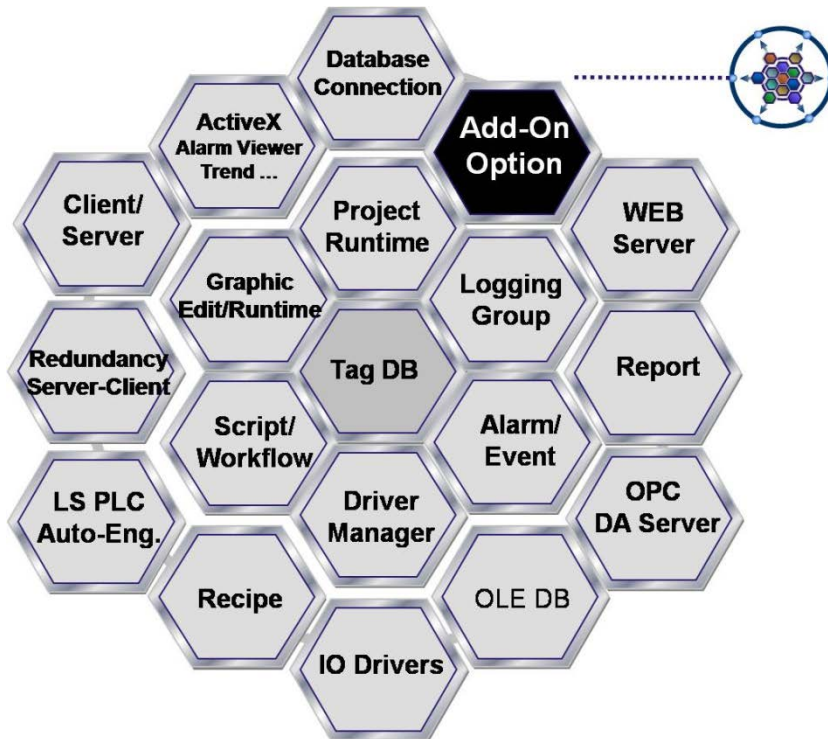 Database
Connection
ActiveX
Alarm Viewer
Trend ...
Add-On
Option
Client/
Server
Project
Runtime
WEB
Server
Graphic
Edit/Runtime
Logging
Group
Redundancy
Server-Client
Tag DB
Report
Script/
Workflow
Alarm/
Event
LS PLC
Auto-Eng.
Driver
Manager
OPC
DA Server
Recipe
OLE DB
IO Drivers